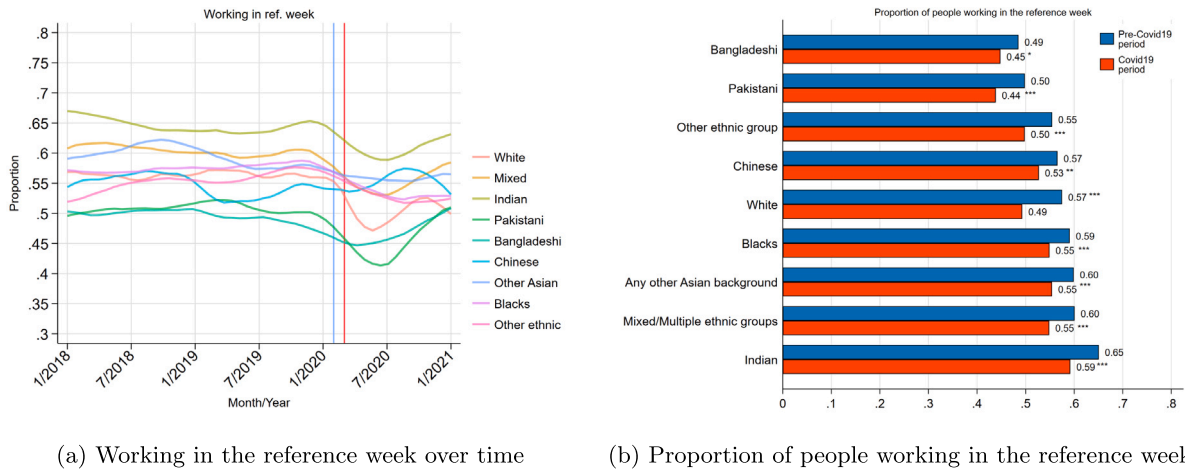 Working in ref. week
.8
.75
.7
.65
.6
.55
.5
.45
.4
.35
.3
Proportion
1/2018
7/2018
1/2019
7/2019
1/2020
7/2020
1/2021
Month/Year
White
Mixed
Indian
Pakistani
Bangladeshi
Chinese
Other Asian
Blacks
Other ethnic
(a) Working in the reference week over time
Proportion of people working in the reference week
Pre-Covid19
period
Covid19
period
Bangladeshi
0.49
0.45 *
Pakistani
0.50
0.44 ***
Other ethnic group
0.55
0.50 ***
Chinese
0.57
0.53 **
White
0.57 ***
0.49
Blacks
0.59
0.55 ***
Any other Asian background
0.60
0.55 ***
Mixed/Multiple ethnic groups
0.60
0.55 ***
Indian
0.65
0.59 ***
0
.1
.2
.3
.4
.5
.6
.7
.8
(b) Proportion of people working in the reference week